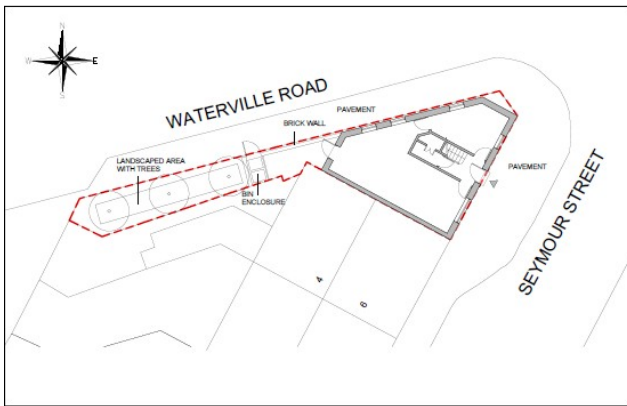 N
W
E
S
WATERVILLE ROAD
PAVEMENT
BRICK WALL
LANDSCAPED AREA
WITH TREES
PAVEMENT
BIN
ENCLOSURE
SEYMOUR STREET
4
6